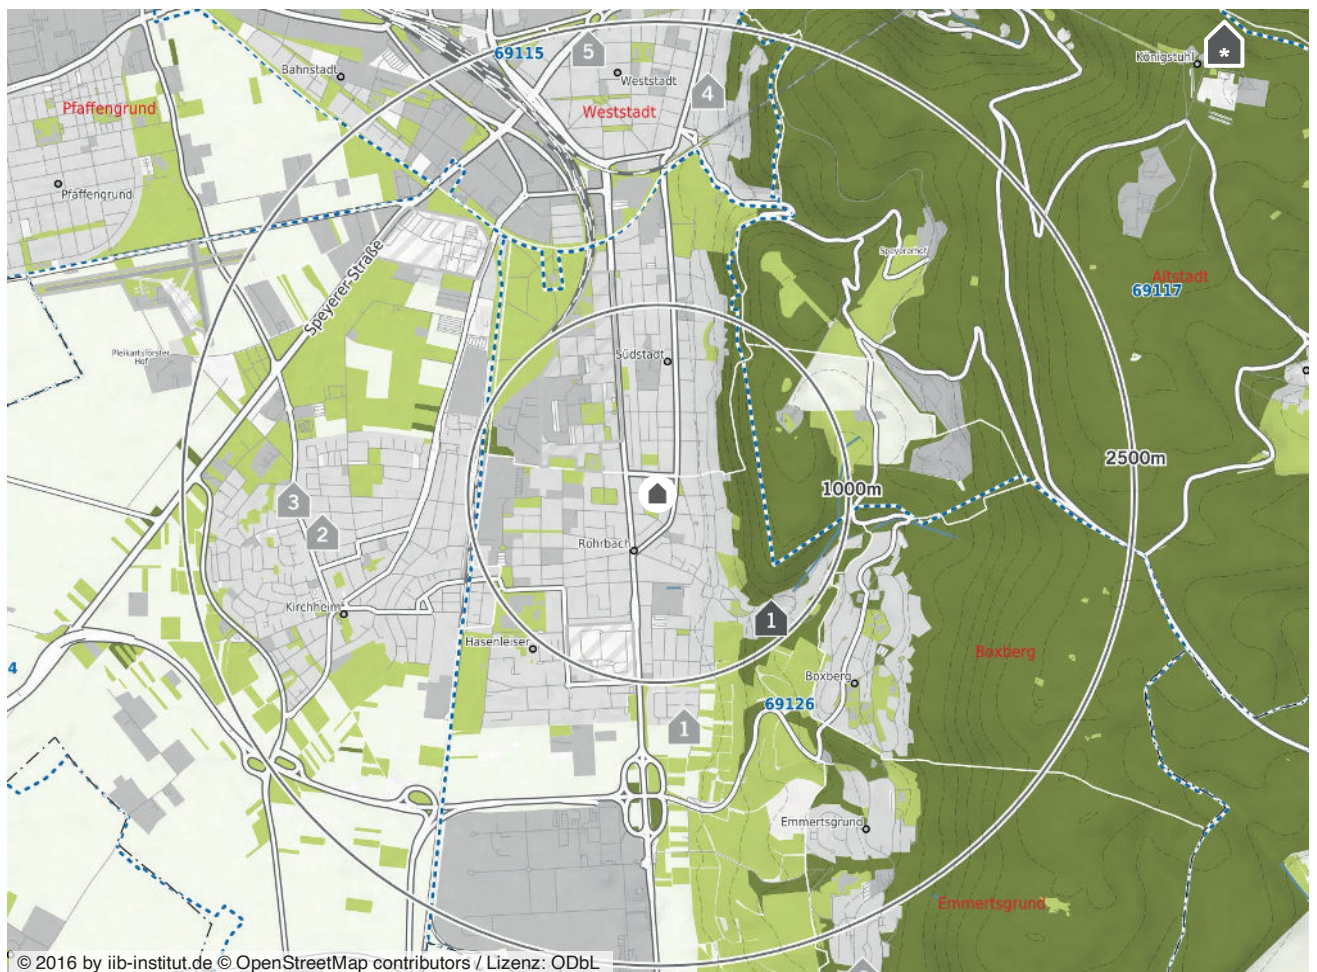 5
69115
Weststadt
Bahnstadt
Königstuhl
*
4
Pfaffengrund
Weststadt
Pfaffengrund
Speyerer-Straße
Speyererhof
Altstadt
69117
Pleikartsförster
Hof
Südstadt
2500m
1000m
3
2
Rohrbach
Kirchheim
1
Hasenleiser
Boxberg
4
Boxberg
69126
1
Emmertsgrund
Emmertsgrund
© 2016 by iib-institut.de © OpenStreetMap contributors / Lizenz: ODbL